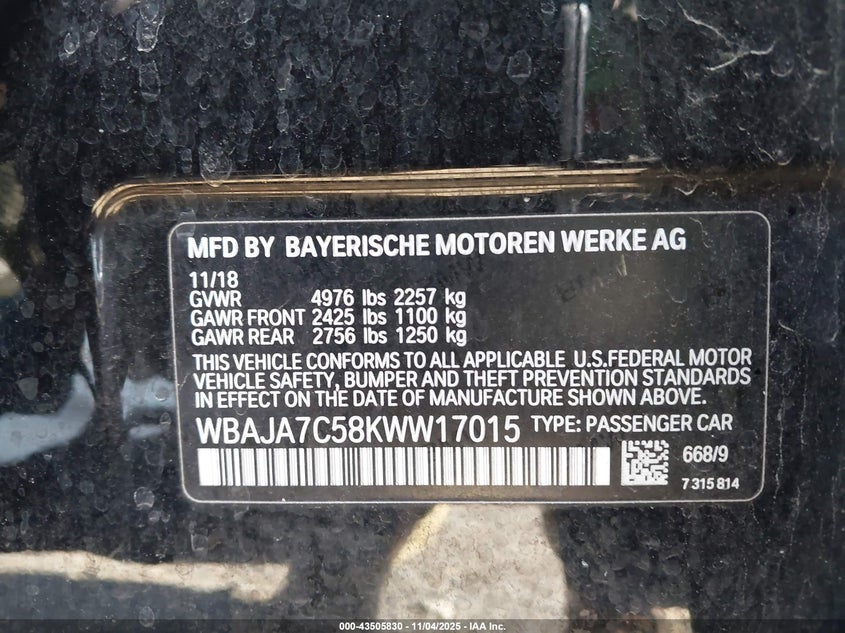 MFD BY BAYERISCHE MOTOREN WERKE AG
11/18
GVWR 4976 lbs 2257 kg
GAWR FRONT 2425 lbs 1100 kg
GAWR REAR 2756 lbs 1250 kg
THIS VEHICLE CONFORMS TO ALL APPLICABLE U.S.FEDERAL MOTOR
VEHICLE SAFETY, BUMPER AND THEFT PREVENTION STANDARDS
IN EFFECT ON THE DATE OF MANUFACTURE SHOWN ABOVE.
WBAJA7C58KWW17015 TYPE: PASSENGER CAR
668/9
7 315 814
000-43505830 - 11/04/2025 - IAA Inc.